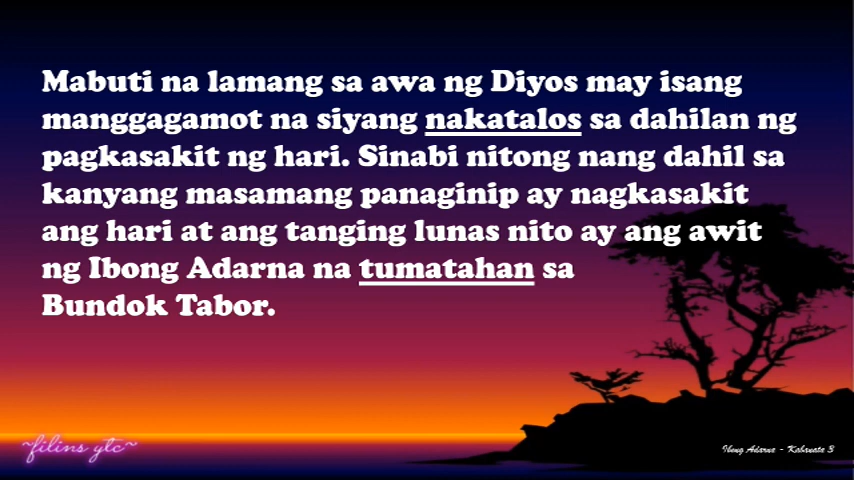 Mabuti na lamang sa awa ng Diyos may isang
manggagamot na siyang nakatalos sa dahilan ng
pagkasakit ng hari. Sinabi nitong nang dahil sa
kanyang masamang panaginip ay nagkasakit
ang hari at ang tanging lunas nito ay ang awit
ng Ibong Adarna na tumatahan sa
Bundok Tabor.
~filins ytc~
Ibong Adarna - Kabanata 3